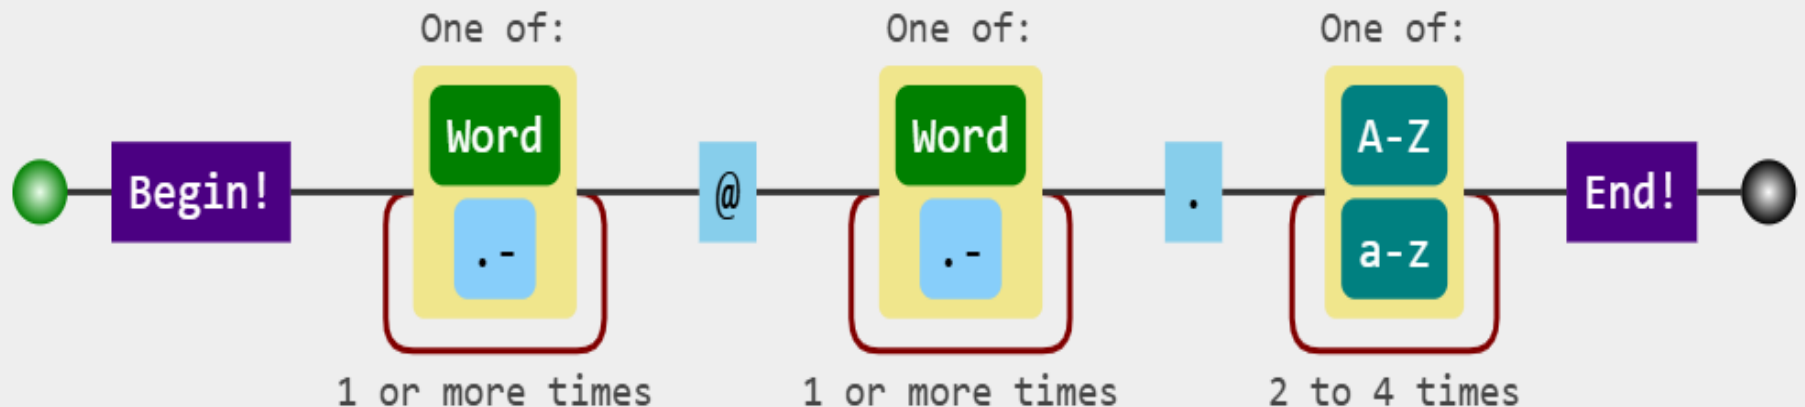 One of: One of: One of:
Word Word A-Z
Begin! @ . End!
.- .- a-z
1 or more times 1 or more times 2 to 4 times